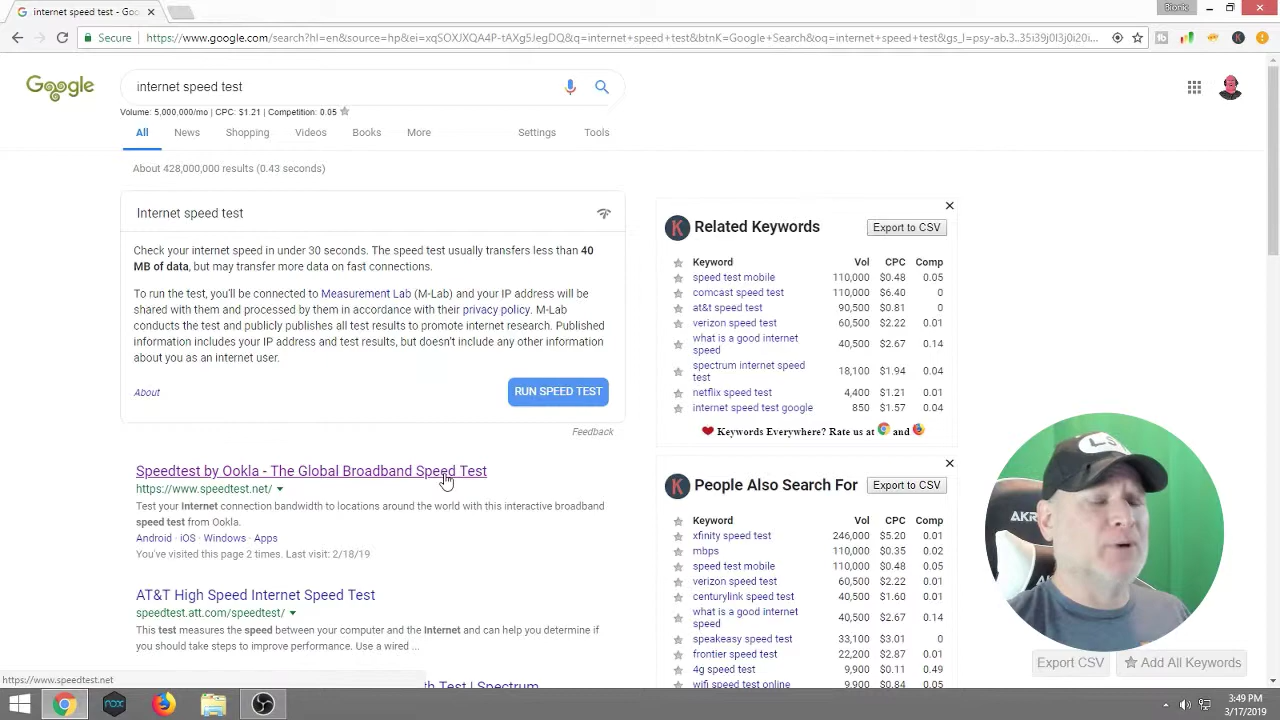 internet speed test - Goo
Bionic
Secure
https://www.google.com/search?hl=en&source=hp&ei=xqSOXJXQA4P-tAXg5JegDQ&q=internet+speed+test&btnK=Google+Search&oq=internet+speed+test&gs_l=psy-ab.3..35i39j0l3j0i20i...
Google
internet speed test
Volume: 5,000,000/mo | CPC: $1.21 | Competition: 0.05
All News Shopping Videos Books More Settings Tools
About 428,000,000 results (0.43 seconds)
Internet speed test
Check your internet speed in under 30 seconds. The speed test usually transfers less than 40
MB of data, but may transfer more data on fast connections.
To run the test, you'll be connected to Measurement Lab (M-Lab) and your IP address will be
shared with them and processed by them in accordance with their privacy policy. M-Lab
conducts the test and publicly publishes all test results to promote internet research. Published
information includes your IP address and test results, but doesn't include any other information
about you as an internet user.
About
RUN SPEED TEST
Feedback
Speedtest by Ookla - The Global Broadband Speed Test
https://www.speedtest.net/
Test your Internet connection bandwidth to locations around the world with this interactive broadband
speed test from Ookla.
Android · iOS · Windows · Apps
You've visited this page 2 times. Last visit: 2/18/19
AT&T High Speed Internet Speed Test
speedtest.att.com/speedtest/
This test measures the speed between your computer and the Internet and can help you determine if
you should take steps to improve performance. Use a wired ...
th Test | Spectrum
https://www.speedtest.net
K Related Keywords Export to CSV
Keyword Vol CPC Comp
speed test mobile 110,000 $0.48 0.05
comcast speed test 110,000 $6.40 0
at&t speed test 90,500 $0.81 0
verizon speed test 60,500 $2.22 0.01
what is a good internet
speed 40,500 $2.67 0.14
spectrum internet speed
test 18,100 $1.94 0.04
netflix speed test 4,400 $1.21 0.01
internet speed test google 850 $1.57 0.04
Keywords Everywhere? Rate us at and
K People Also Search For Export to CSV
Keyword Vol CPC Comp
xfinity speed test 246,000 $5.20 0.01
mbps 110,000 $0.35 0.02
speed test mobile 110,000 $0.48 0.05
verizon speed test 60,500 $2.22 0.01
centurylink speed test 40,500 $1.60 0.01
what is a good internet
speed 40,500 $2.67 0.14
speakeasy speed test 33,100 $3.01 0
frontier speed test 22,200 $2.87 0.01
4g speed test 9,900 $0.11 0.49
wifi speed test online 9,900 $0.84 0.05
LS
AKR
Export CSV
Add All Keywords
nox
3:49 PM
3/17/2019